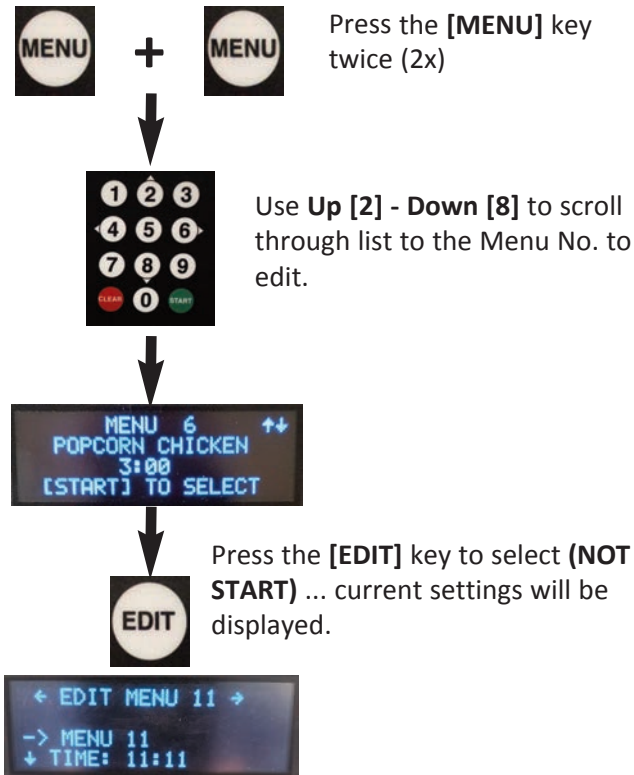 MENU + MENU
Press the [MENU] key
twice (2x)
1 2 3
4 5 6
7 8 9
CLEAR 0 START
Use Up [2] - Down [8] to scroll
through list to the Menu No. to
edit.
MENU 6 ↑↓
POPCORN CHICKEN
3:00
[START] TO SELECT
Press the [EDIT] key to select (NOT
START) ... current settings will be
displayed.
EDIT
← EDIT MENU 11 →
-> MENU 11
↓ TIME: 11:11